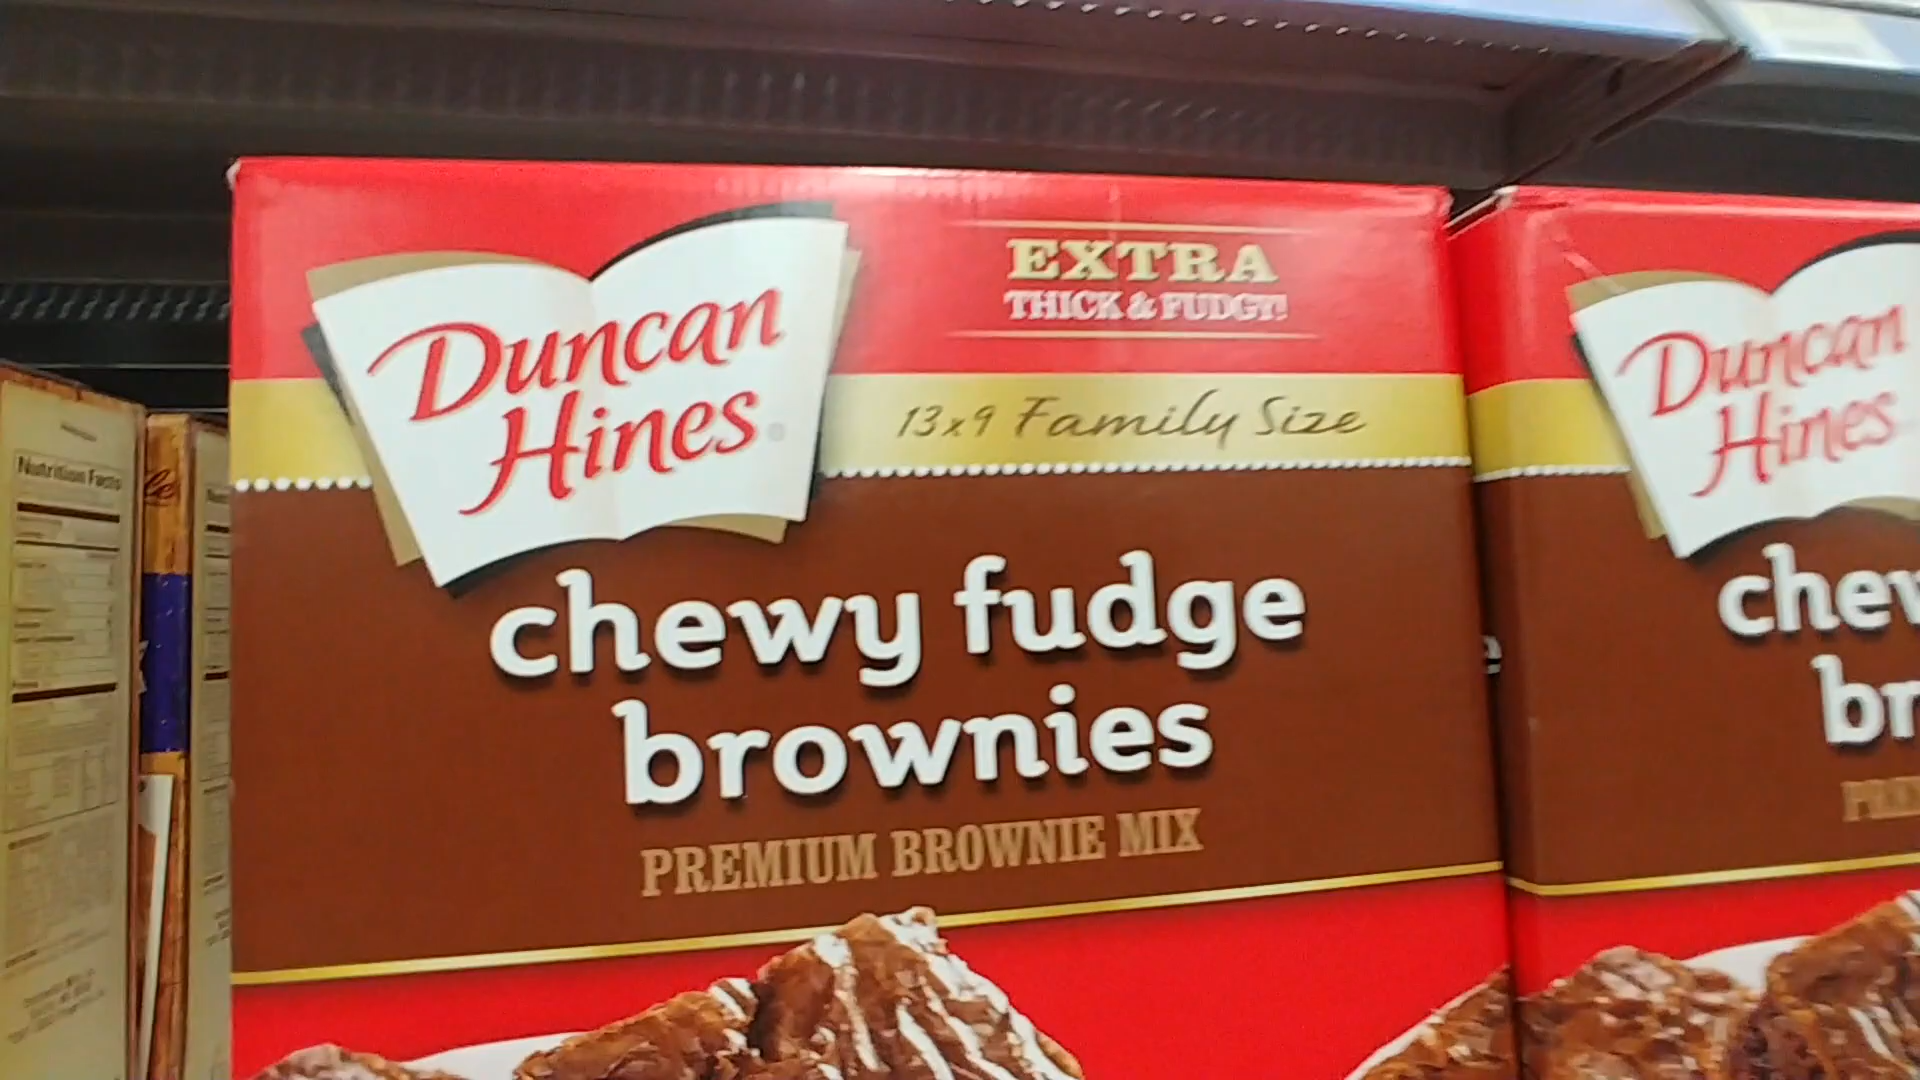 EXTRA
THICK & FUDGY!
Duncan
Hines
13x9 Family Size
chewy fudge
brownies
PREMIUM BROWNIE MIX
Duncan
Hines
chew
br
Nutrition Facts